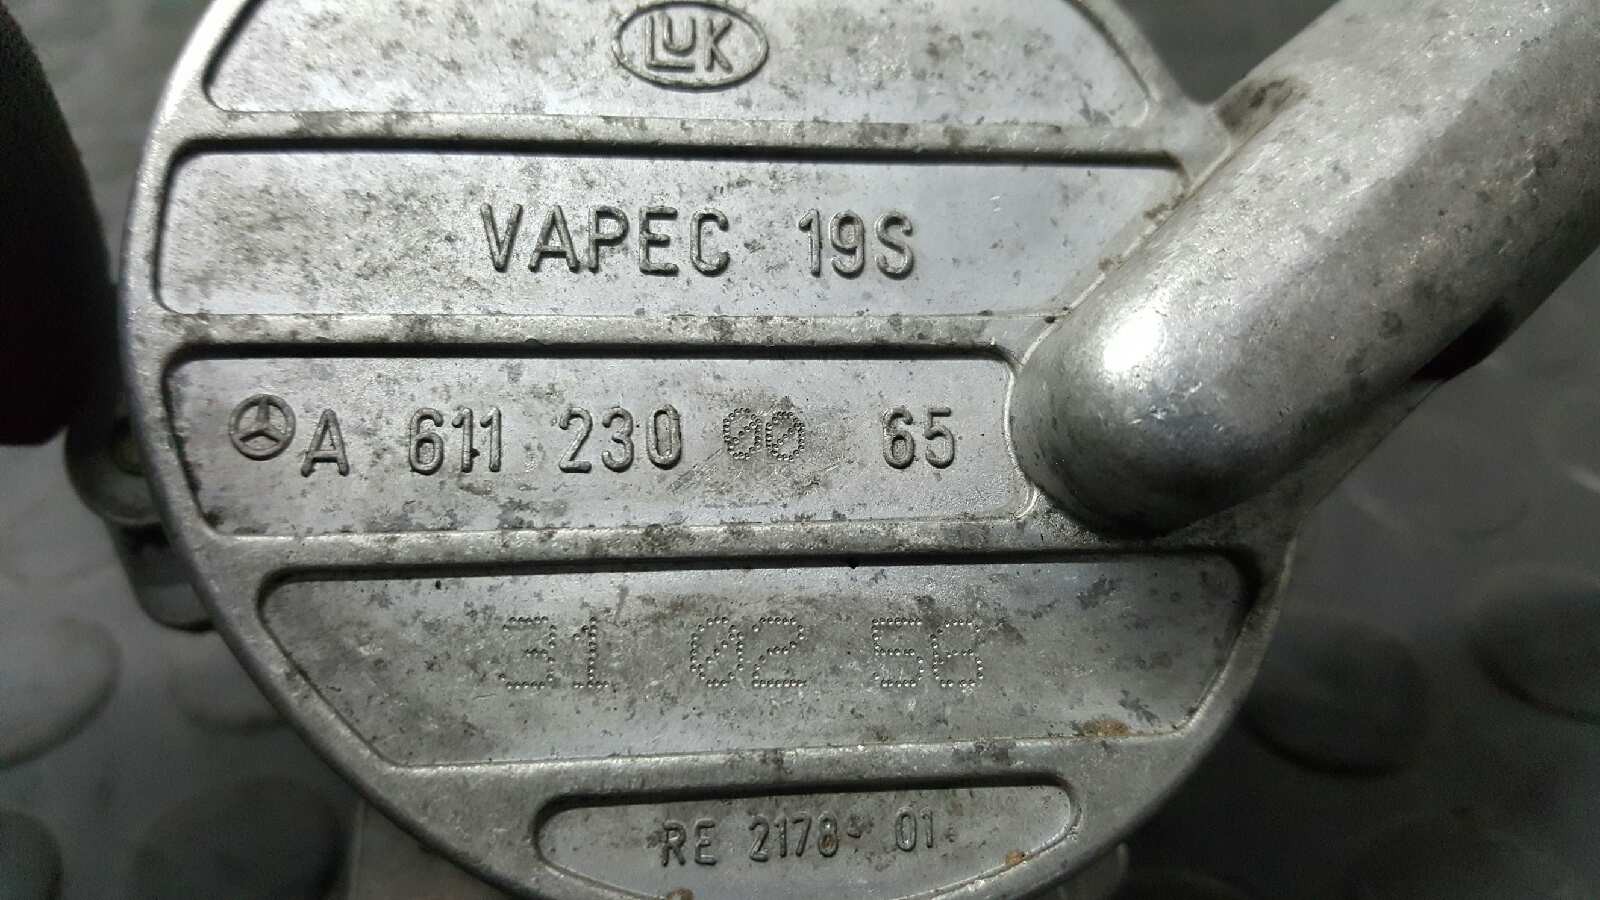 LUK
VAPEC 19S
A 611 230 00 65
31 02 58
RE 2178 01